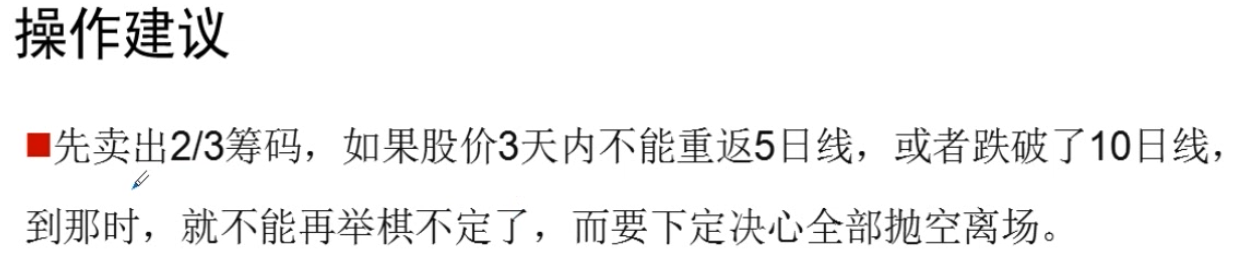 操作建议
■先卖出2/3筹码，如果股价3天内不能重返5日线，或者跌破了10日线，
到那时，就不能再举棋不定了，而要下定决心全部抛空离场。